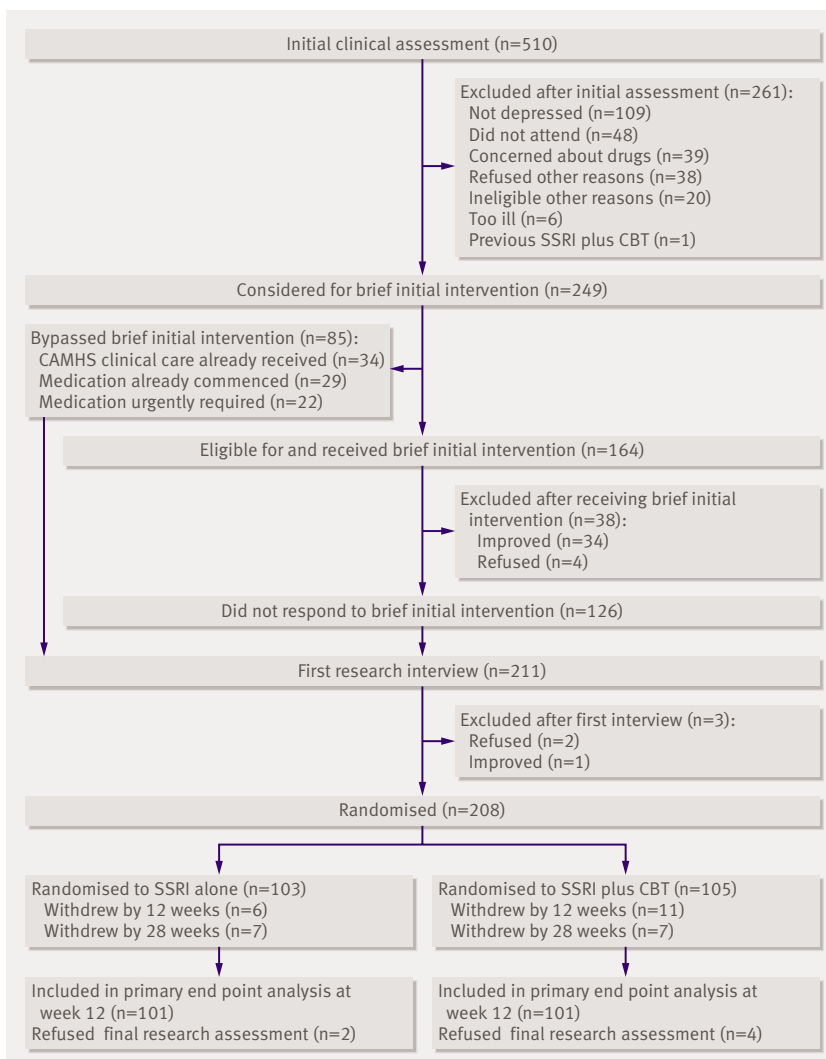 Initial clinical assessment (n=510)
Excluded after initial assessment (n=261):
Not depressed (n=109)
Did not attend (n=48)
Concerned about drugs (n=39)
Refused other reasons (n=38)
Ineligible other reasons (n=20)
Too ill (n=6)
Previous SSRI plus CBT (n=1)
Considered for brief initial intervention (n=249)
Bypassed brief initial intervention (n=85):
CAMHS clinical care already received (n=34)
Medication already commenced (n=29)
Medication urgently required (n=22)
Eligible for and received brief initial intervention (n=164)
Excluded after receiving brief initial
intervention (n=38):
Improved (n=34)
Refused (n=4)
Did not respond to brief initial intervention (n=126)
First research interview (n=211)
Excluded after first interview (n=3):
Refused (n=2)
Improved (n=1)
Randomised (n=208)
Randomised to SSRI alone (n=103)
Withdrew by 12 weeks (n=6)
Withdrew by 28 weeks (n=7)
Randomised to SSRI plus CBT (n=105)
Withdrew by 12 weeks (n=11)
Withdrew by 28 weeks (n=7)
Included in primary end point analysis at
week 12 (n=101)
Refused final research assessment (n=2)
Included in primary end point analysis at
week 12 (n=101)
Refused final research assessment (n=4)